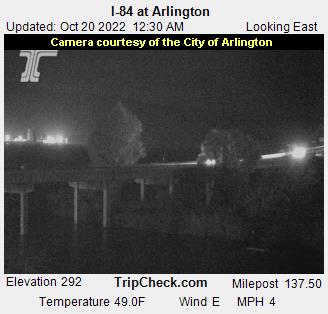 I-84 at Arlington
Updated: Oct 20 2022 12:30 AM Looking East
Camera courtesy of the City of Arlington
Elevation 292 TripCheck.com Milepost 137.50
Temperature 49.0F Wind E MPH 4